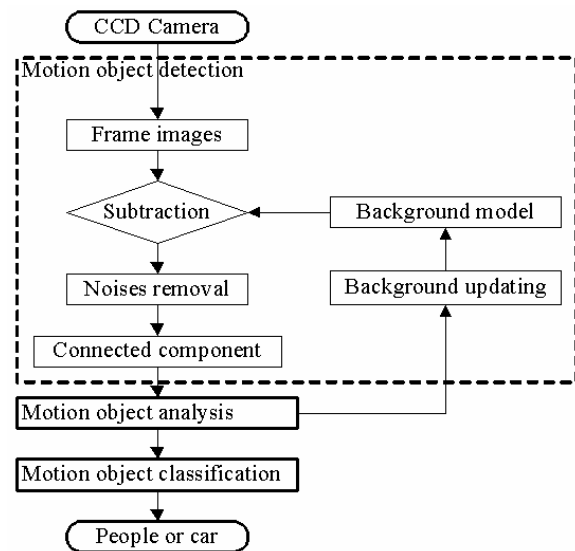 CCD Camera
Motion object detection
Frame images
Subtraction
Background model
Noises removal
Background updating
Connected component
Motion object analysis
Motion object classification
People or car